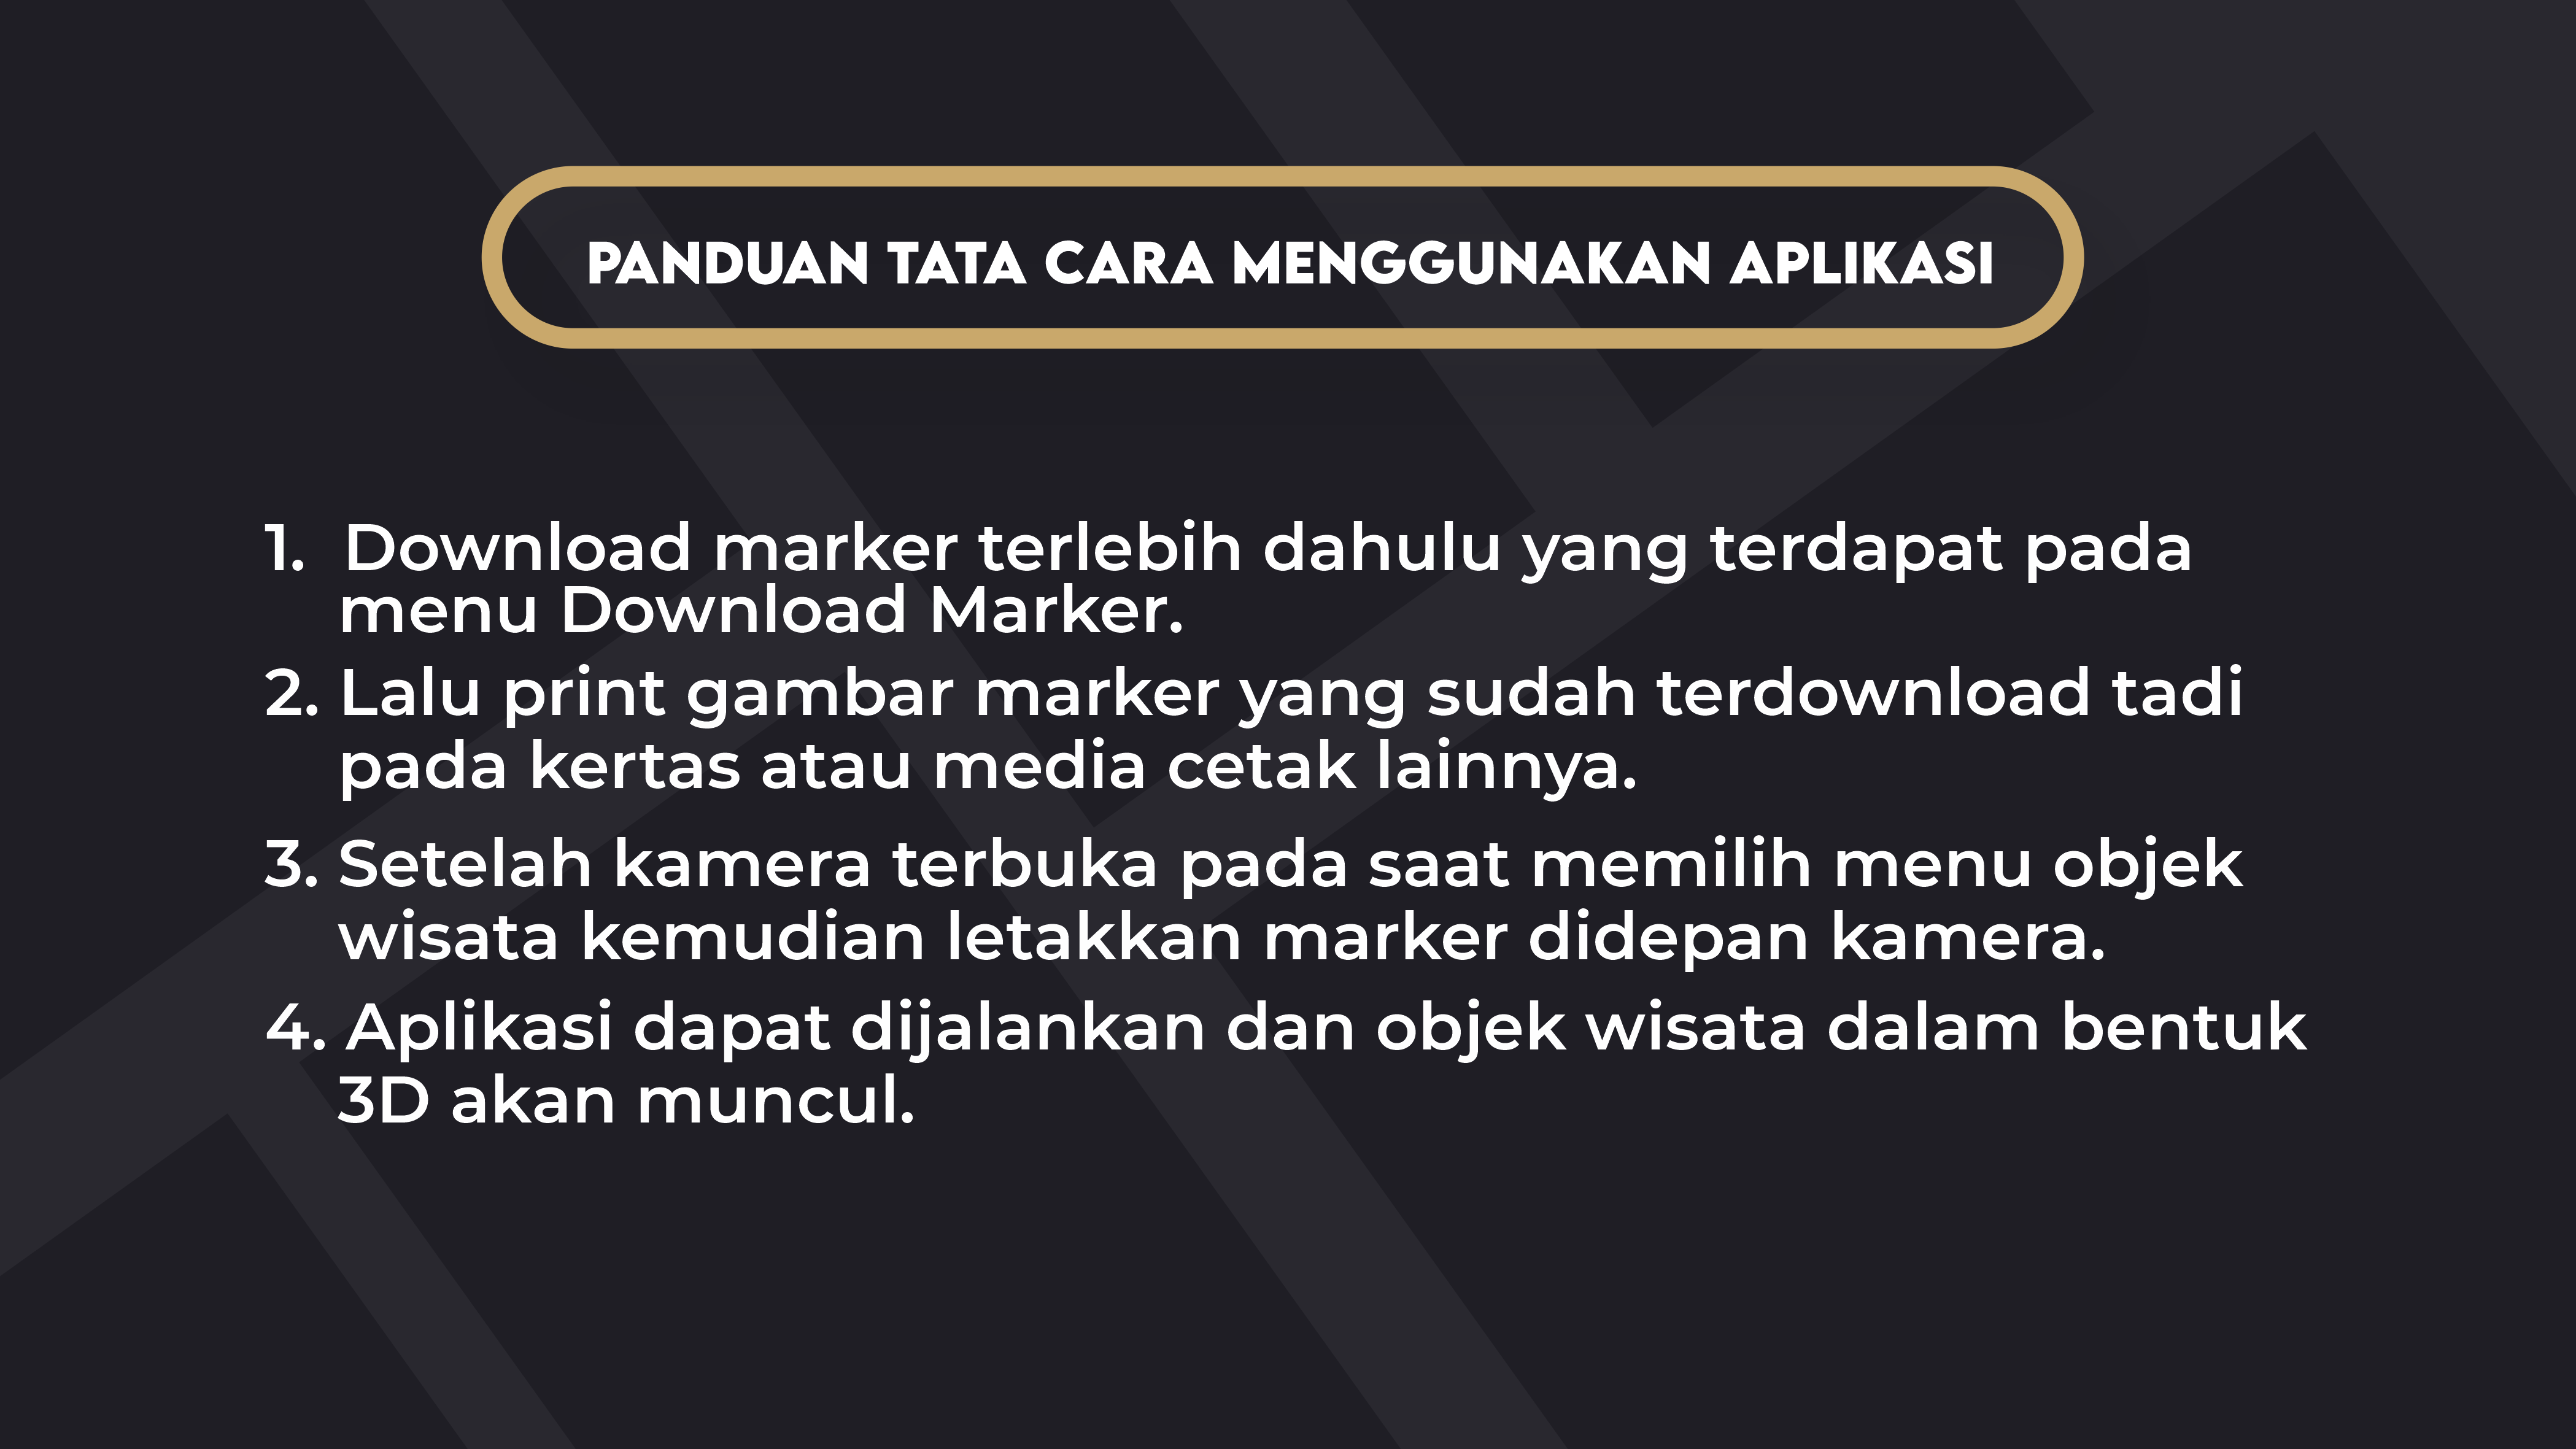 PANDUAN TATA CARA MENGGUNAKAN APLIKASI
1. Download marker terlebih dahulu yang terdapat pada
menu Download Marker.
2. Lalu print gambar marker yang sudah terdownload tadi
pada kertas atau media cetak lainnya.
3. Setelah kamera terbuka pada saat memilih menu objek
wisata kemudian letakkan marker didepan kamera.
4. Aplikasi dapat dijalankan dan objek wisata dalam bentuk
3D akan muncul.